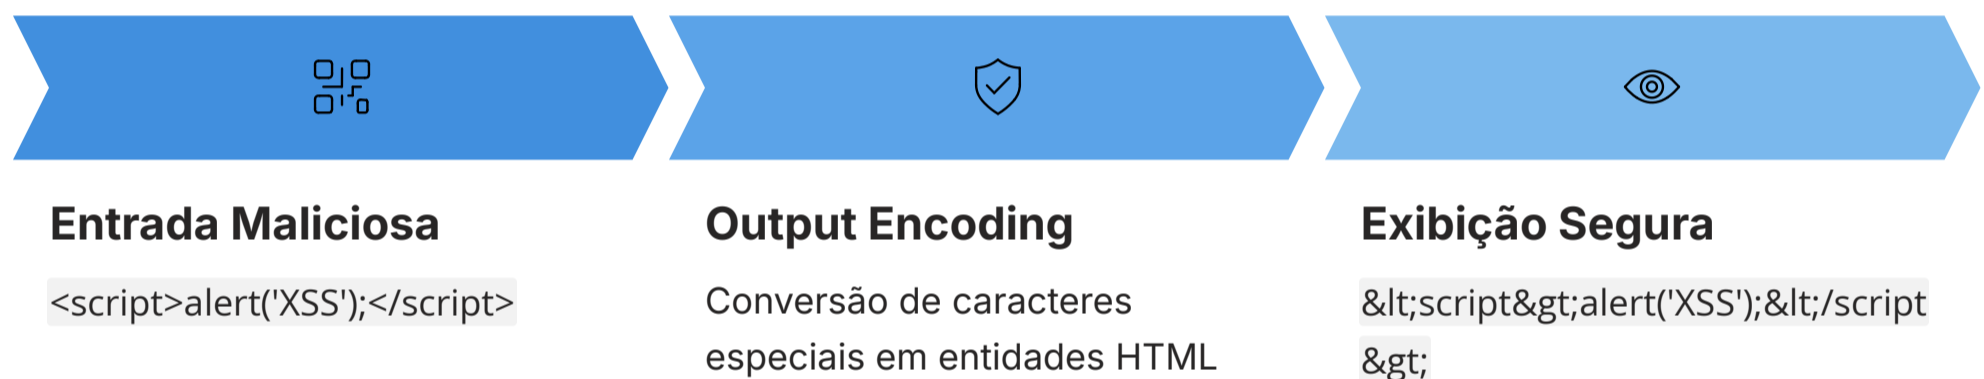 Entrada Maliciosa
<script>alert('XSS');</script>
Output Encoding
Conversão de caracteres
especiais em entidades HTML
Exibição Segura
&lt;script&gt;alert('XSS');&lt;/script
&gt;